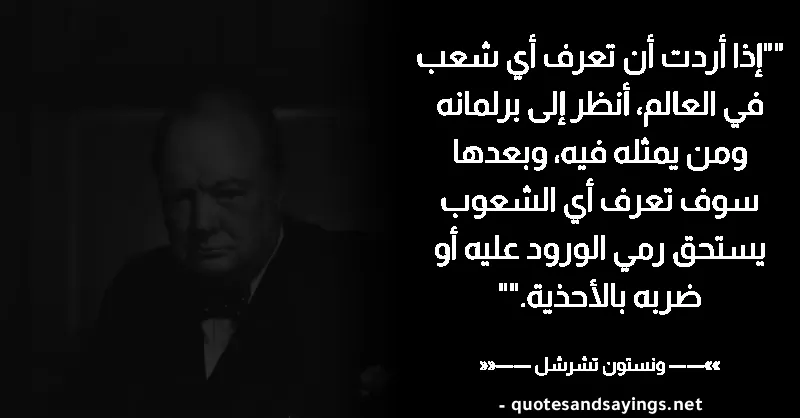 ""إذا أردت أن تعرف أي شعب
في العالم، أنظر إلى برلمانه
ومن يمثله فيه، وبعدها
سوف تعرف أي الشعوب
يستحق رمي الورود عليه أو
ضربه بالأحذية.""
»»—— ونستون تشرشل ——««
- quotesandsayings.net